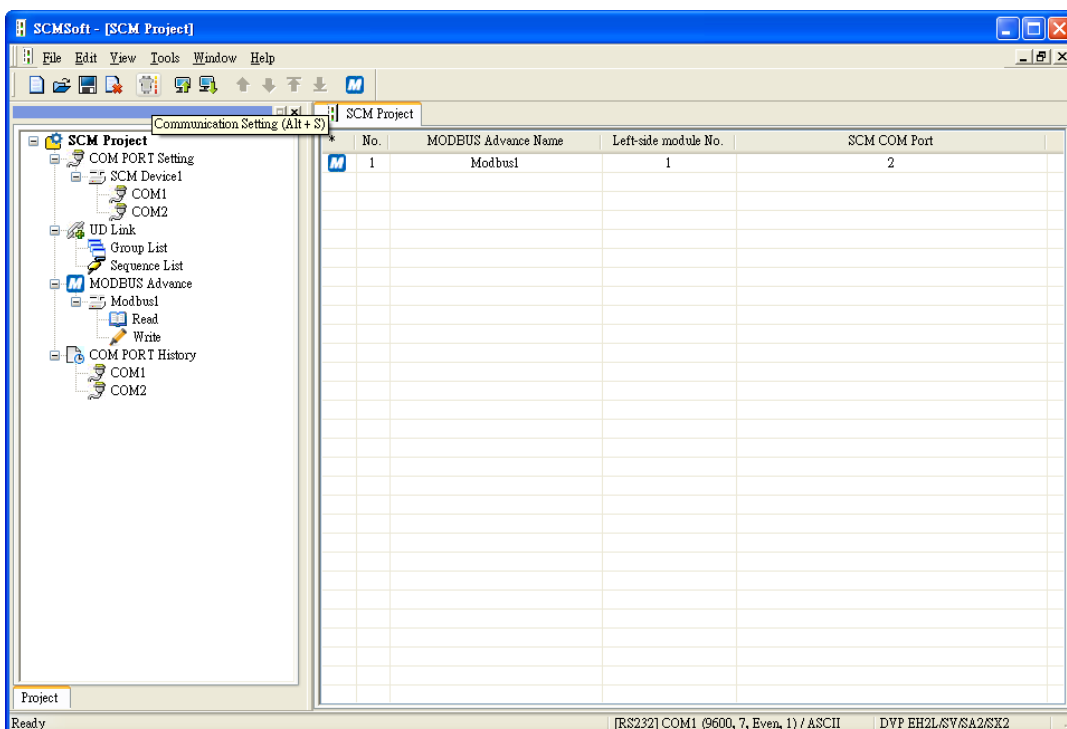 SCMSoft - [SCM Project]
File Edit View Tools Window Help
SCM Project
Communication Setting (Alt + S)
* No. MODBUS Advance Name Left-side module No. SCM COM Port
1 Modbus1 1 2
SCM Project
COM PORT Setting
SCM Device1
COM1
COM2
UD Link
Group List
Sequence List
MODBUS Advance
Modbus1
Read
Write
COM PORT History
COM1
COM2
Project
Ready [RS232] COM1 (9600, 7, Even, 1) / ASCII DVP EH2L/SV/SA2/SX2